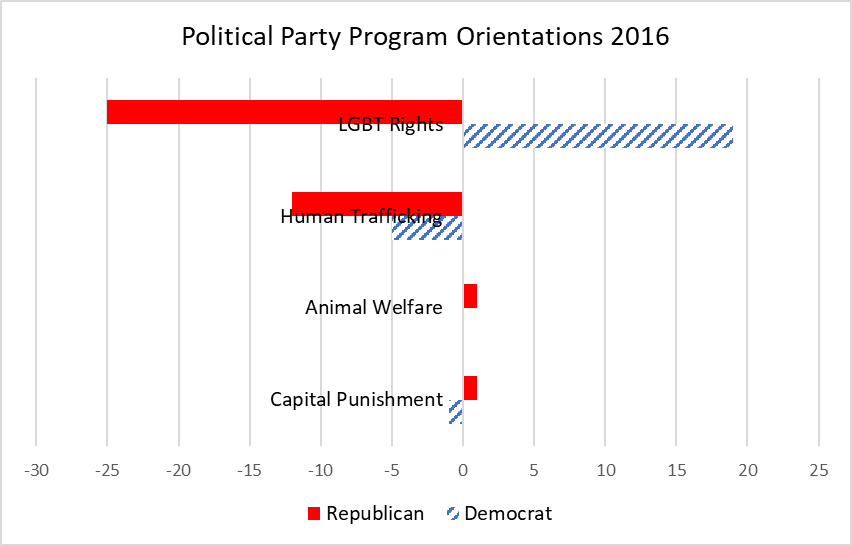 Political Party Program Orientations 2016
LGBT Rights
Human Trafficking
Animal Welfare
Capital Punishment
-30 -25 -20 -15 -10 -5 0 5 10 15 20 25
Republican Democrat